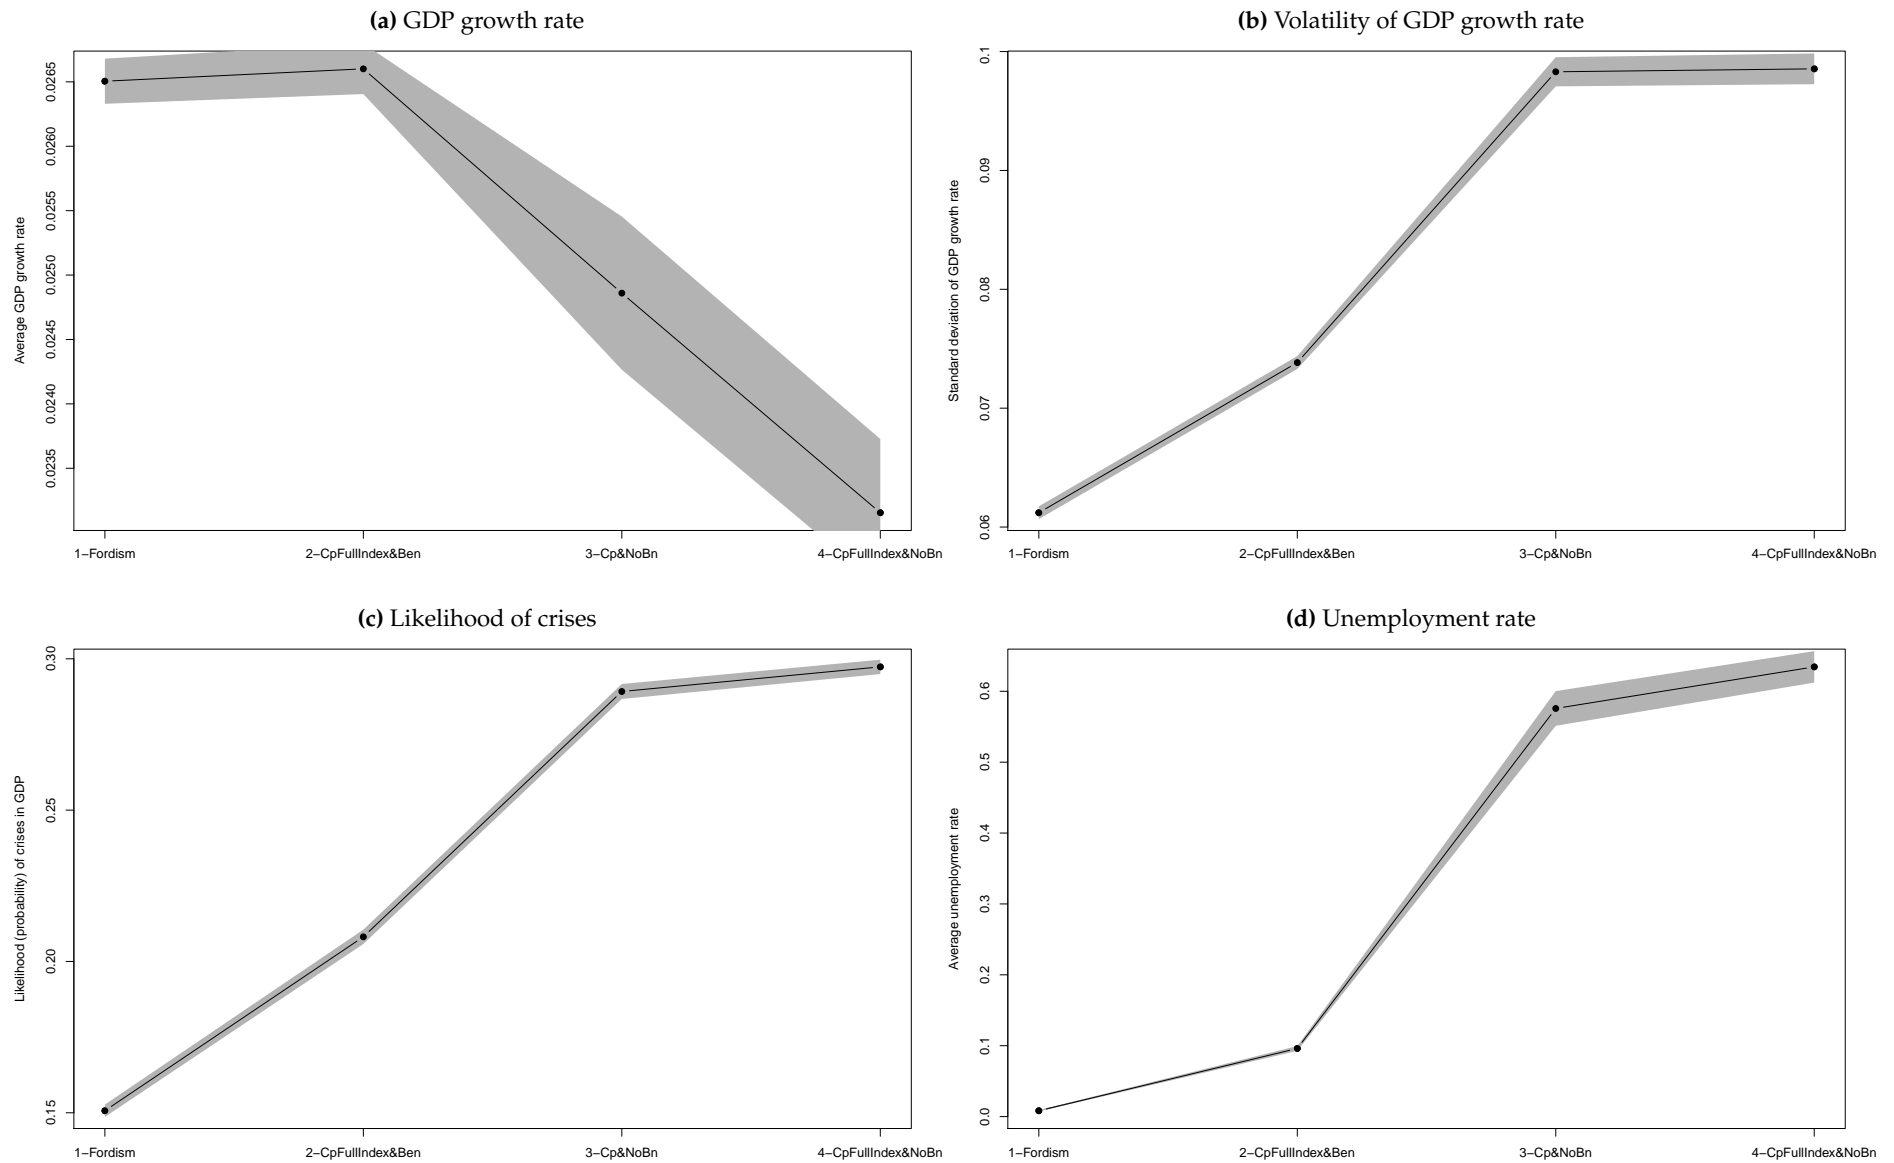 (a) GDP growth rate
Average GDP growth rate
0.0265
0.0260
0.0255
0.0250
0.0245
0.0240
0.0235
1−Fordism
2−CpFullIndex&Ben
3−Cp&NoBn
4−CpFullIndex&NoBn
(b) Volatility of GDP growth rate
Standard deviation of GDP growth rate
0.1
0.09
0.08
0.07
0.06
1−Fordism
2−CpFullIndex&Ben
3−Cp&NoBn
4−CpFullIndex&NoBn
(c) Likelihood of crises
Likelihood (probability) of crises in GDP
0.30
0.25
0.20
0.15
1−Fordism
2−CpFullIndex&Ben
3−Cp&NoBn
4−CpFullIndex&NoBn
(d) Unemployment rate
Average unemployment rate
0.6
0.5
0.4
0.3
0.2
0.1
0.0
1−Fordism
2−CpFullIndex&Ben
3−Cp&NoBn
4−CpFullIndex&NoBn